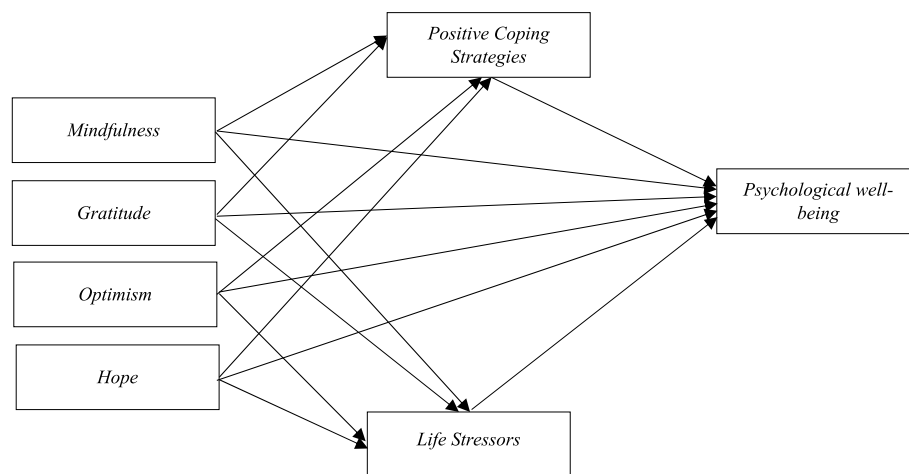 Positive Coping
Strategies
Mindfulness
Psychological well-
being
Gratitude
Optimism
Hope
Life Stressors